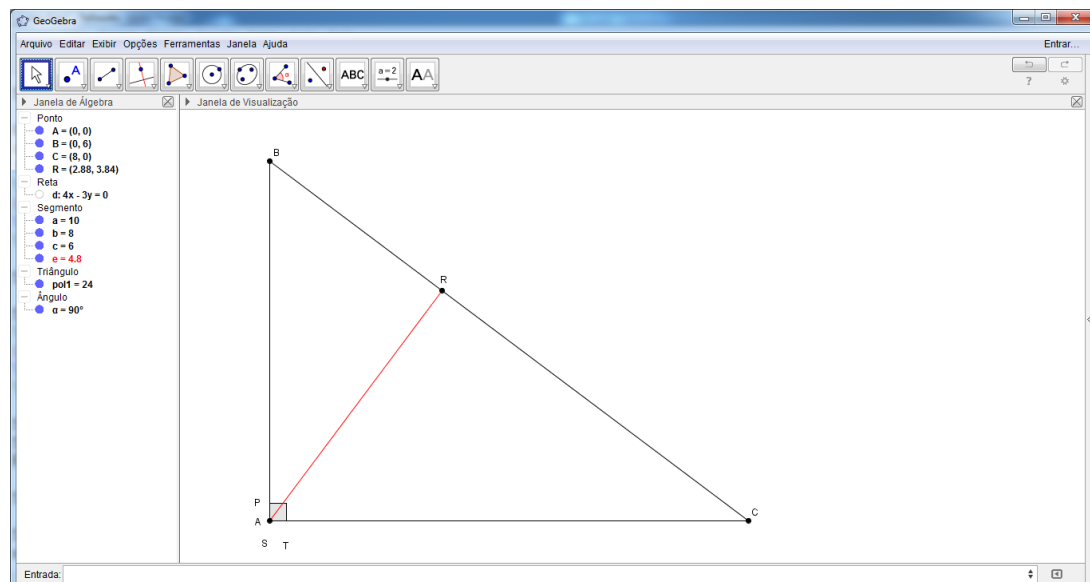 GeoGebra
Arquivo Editar Exibir Opções Ferramentas Janela Ajuda
Entrar...
A
ABC
a=2
AA
?
Janela de Álgebra
Janela de Visualização
Ponto
A = (0, 0)
B = (0, 6)
C = (8, 0)
R = (2.88, 3.84)
Reta
d: 4x - 3y = 0
Segmento
a = 10
b = 8
c = 6
e = 4.8
Triângulo
pol1 = 24
Ângulo
α = 90°
B
R
P
A
C
S T
Entrada: